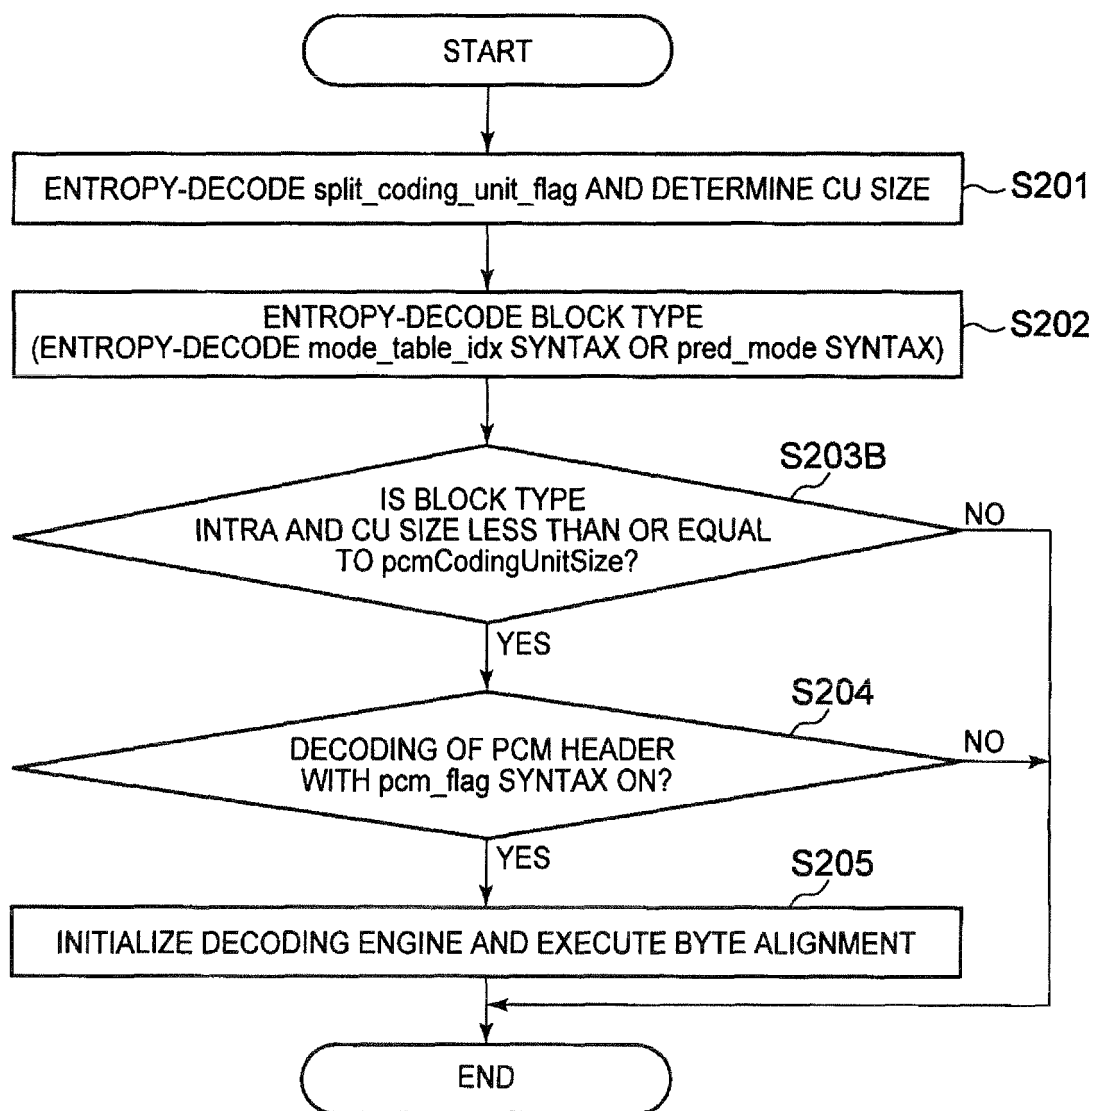 START
ENTROPY-DECODE split_coding_unit_flag AND DETERMINE CU SIZE
S201
ENTROPY-DECODE BLOCK TYPE
(ENTROPY-DECODE mode_table_idx SYNTAX OR pred_mode SYNTAX)
S202
S203B
IS BLOCK TYPE
INTRA AND CU SIZE LESS THAN OR EQUAL
TO pcmCodingUnitSize?
NO
YES
S204
DECODING OF PCM HEADER
WITH pcm_flag SYNTAX ON?
NO
YES
S205
INITIALIZE DECODING ENGINE AND EXECUTE BYTE ALIGNMENT
END